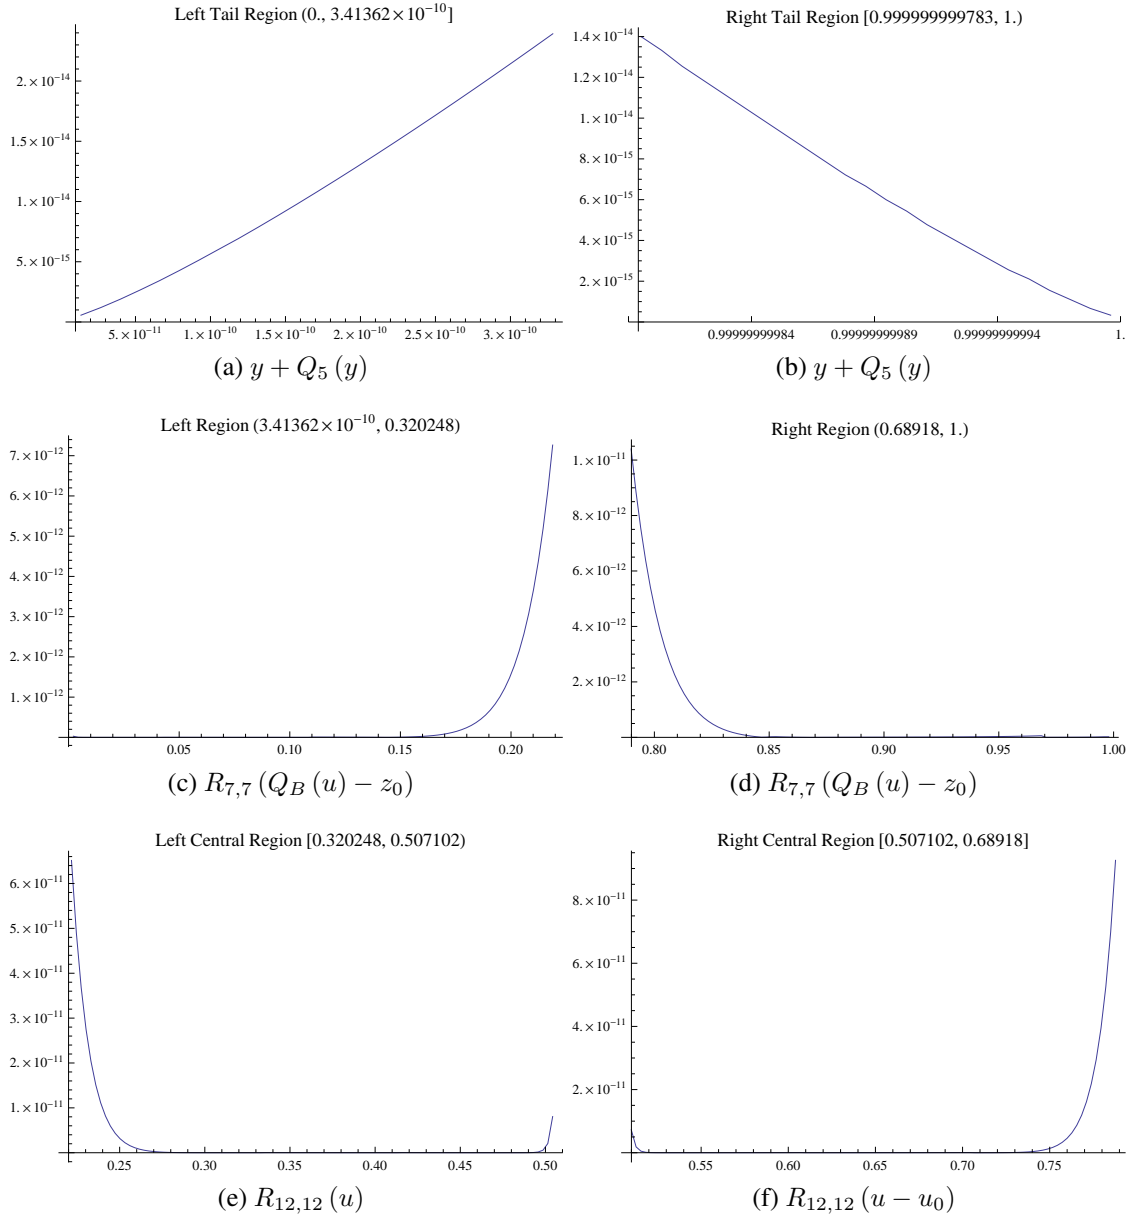 Left Tail Region (0., 3.41362×10⁻¹⁰]
2.×10⁻¹⁴
1.5×10⁻¹⁴
1.×10⁻¹⁴
5.×10⁻¹⁵
5.×10⁻¹¹ 1.×10⁻¹⁰ 1.5×10⁻¹⁰ 2.×10⁻¹⁰ 2.5×10⁻¹⁰ 3.×10⁻¹⁰
(a) y + Q₅ (y)
Right Tail Region [0.999999999783, 1.)
1.4×10⁻¹⁴
1.2×10⁻¹⁴
1.×10⁻¹⁴
8.×10⁻¹⁵
6.×10⁻¹⁵
4.×10⁻¹⁵
2.×10⁻¹⁵
0.9999999984 0.99999999989 0.9999999994 1.
(b) y + Q₅ (y)
Left Region (3.41362×10⁻¹⁰, 0.320248)
7.×10⁻¹²
6.×10⁻¹²
5.×10⁻¹²
4.×10⁻¹²
3.×10⁻¹²
2.×10⁻¹²
1.×10⁻¹²
0.05 0.10 0.15 0.20
(c) R₇,₇ (Q_B (u) − z₀)
Right Region (0.68918, 1.)
1.×10⁻¹¹
8.×10⁻¹²
6.×10⁻¹²
4.×10⁻¹²
2.×10⁻¹²
0.80 0.85 0.90 0.95 1.00
(d) R₇,₇ (Q_B (u) − z₀)
Left Central Region [0.320248, 0.507102)
6.×10⁻¹¹
5.×10⁻¹¹
4.×10⁻¹¹
3.×10⁻¹¹
2.×10⁻¹¹
1.×10⁻¹¹
0.25 0.30 0.35 0.40 0.45 0.50
(e) R₁₂,₁₂ (u)
Right Central Region [0.507102, 0.68918]
8.×10⁻¹¹
6.×10⁻¹¹
4.×10⁻¹¹
2.×10⁻¹¹
0.55 0.60 0.65 0.70 0.75
(f) R₁₂,₁₂ (u − u₀)